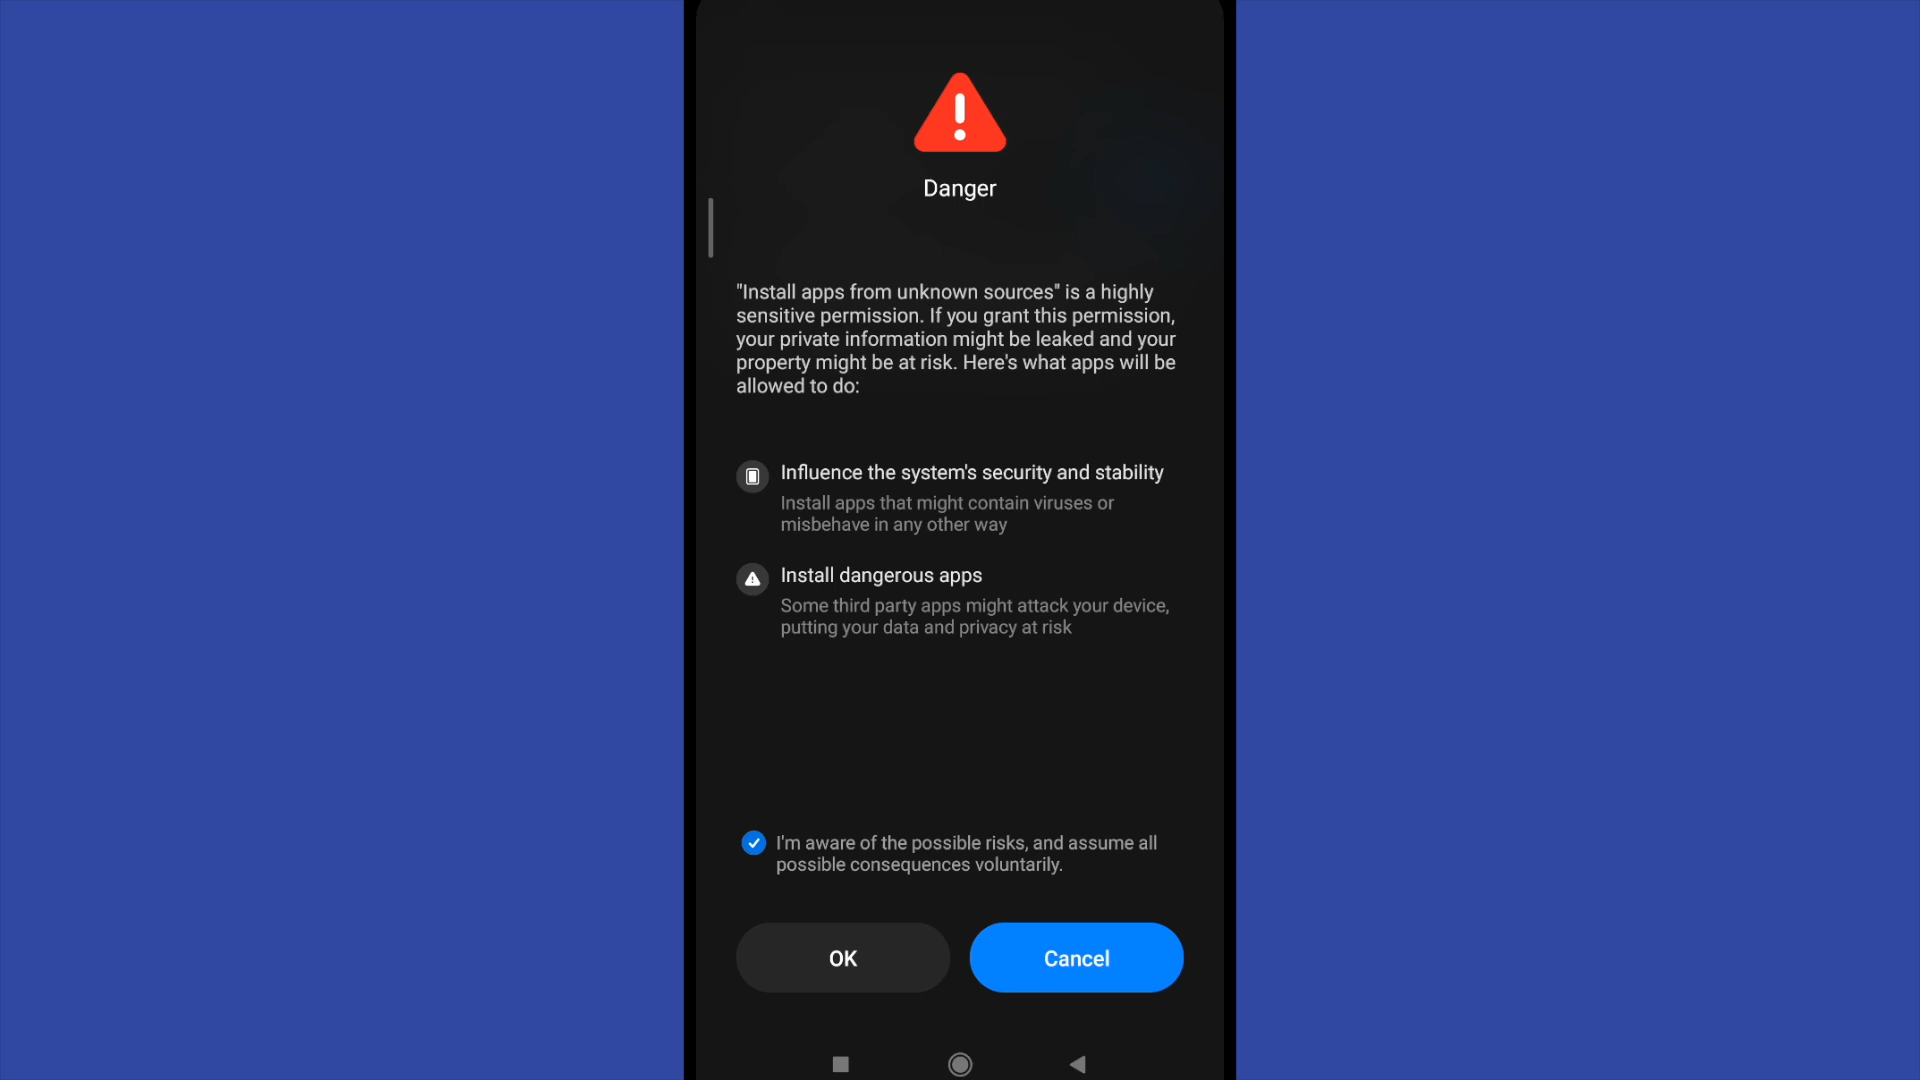 Danger
"Install apps from unknown sources" is a highly
sensitive permission. If you grant this permission,
your private information might be leaked and your
property might be at risk. Here's what apps will be
allowed to do:
Influence the system's security and stability
Install apps that might contain viruses or
misbehave in any other way
Install dangerous apps
Some third party apps might attack your device,
putting your data and privacy at risk
I'm aware of the possible risks, and assume all
possible consequences voluntarily.
OK
Cancel